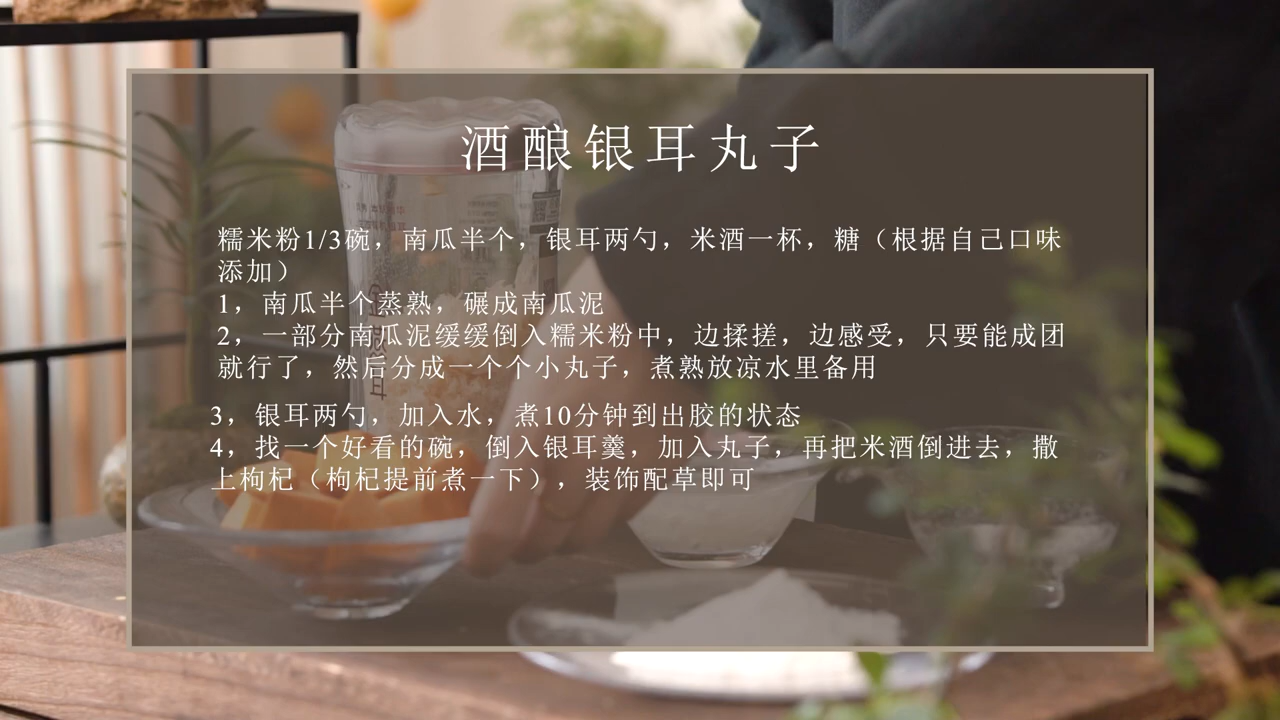 酒酿银耳丸子
糯米粉1/3碗，南瓜半个，银耳两勺，米酒一杯，糖（根据自己口味
添加）
1，南瓜半个蒸熟，碾成南瓜泥
2，一部分南瓜泥缓缓倒入糯米粉中，边揉搓，边感受，只要能成团
就行了，然后分成一个个小丸子，煮熟放凉水里备用
3，银耳两勺，加入水，煮10分钟到出胶的状态
4，找一个好看的碗，倒入银耳羹，加入丸子，再把米酒倒进去，撒
上枸杞（枸杞提前煮一下），装饰配草即可